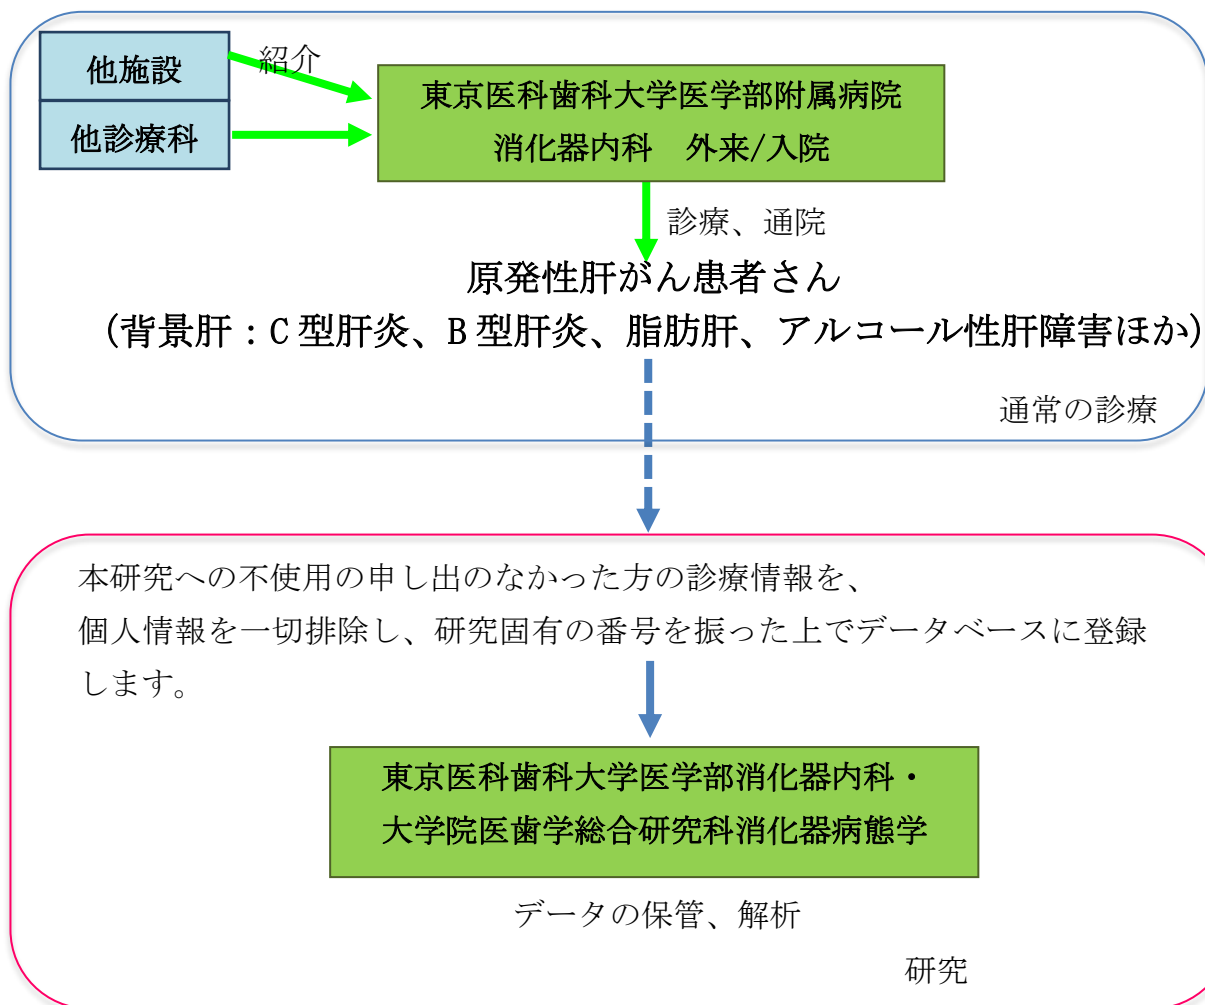 他施設
紹介
他診療科
東京医科歯科大学医学部附属病院
消化器内科　外来/入院
診療、通院
原発性肝がん患者さん
（背景肝：C型肝炎、B型肝炎、脂肪肝、アルコール性肝障害ほか）
通常の診療
本研究への不使用の申し出のなかった方の診療情報を、
個人情報を一切排除し、研究固有の番号を振った上でデータベースに登録
します。
東京医科歯科大学医学部消化器内科・
大学院医歯学総合研究科消化器病態学
データの保管、解析
研究